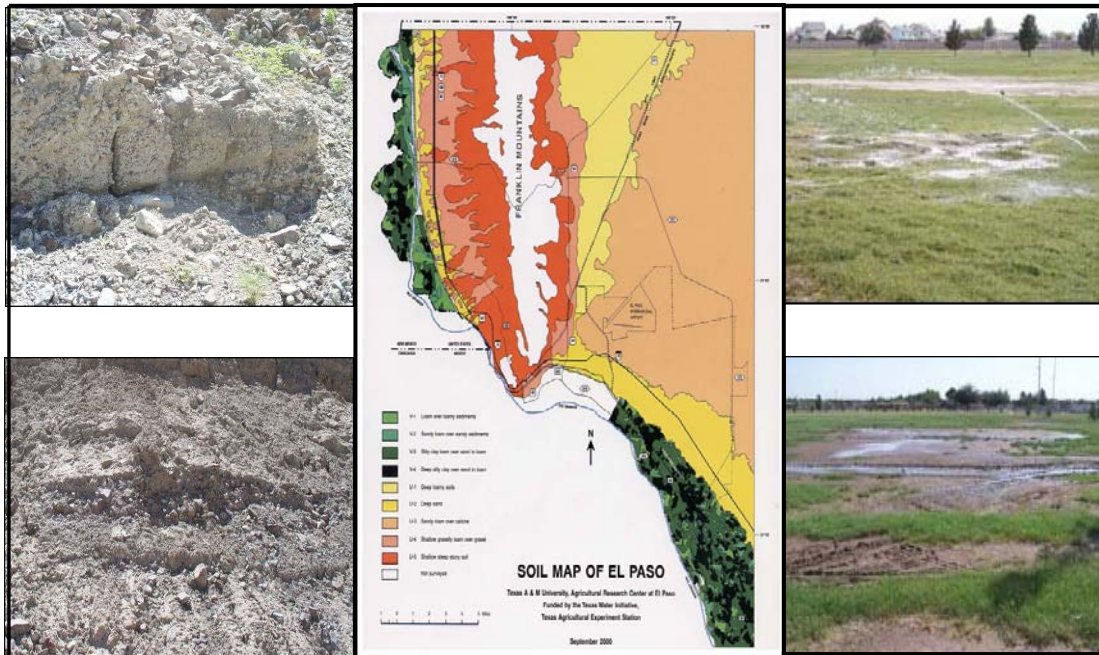 FRANKLIN MOUNTAINS
EL PASO
INTERNATIONAL
AIRPORT
NEW MEXICO
UNITED STATES
CHIHUAHUA
MEXICO
N
V-1 Loam over loamy sediments
V-2 Sandy loam over sandy sediments
V-3 Silty clay loam over sand to loam
V-4 Deep silty clay over sand to loam
U-1 Deep loamy soils
U-2 Deep sand
U-3 Sandy loam over caliche
U-4 Shallow gravelly loam over gravel
U-5 Shallow steep stony soil
Not surveyed
SOIL MAP OF EL PASO
Texas A & M University, Agricultural Research Center at El Paso
Funded by the Texas Water Initiative,
Texas Agricultural Experiment Station
September 2000